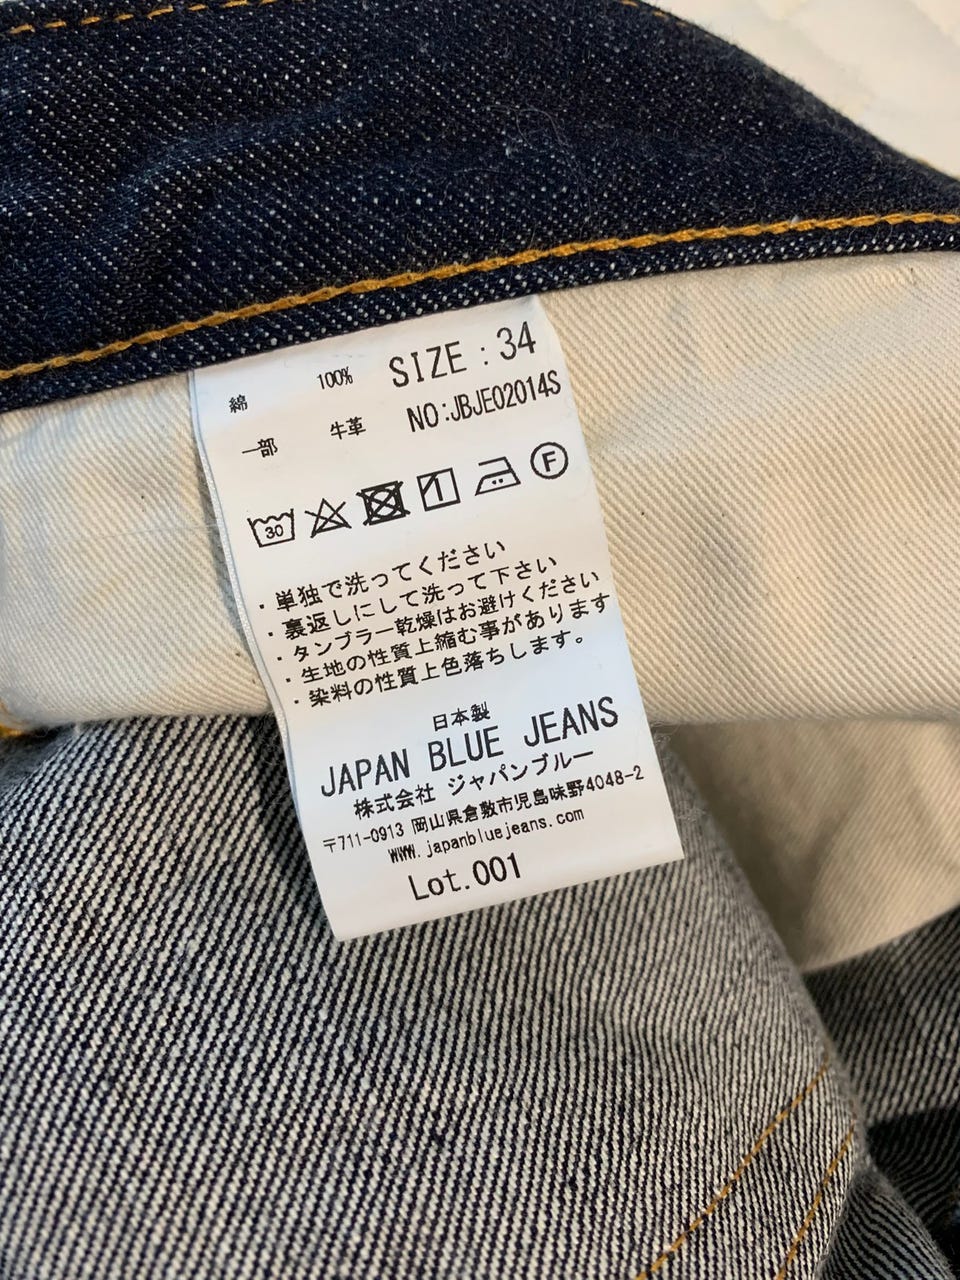 綿 100% SIZE : 34
一部 牛革 NO:JBJE02014S
30 1 F
・単独で洗ってください
・裏返しにして洗って下さい
・タンブラー乾燥はお避けください
・生地の性質上縮む事があります
・染料の性質上色落ちします。
日本製
JAPAN BLUE JEANS
株式会社 ジャパンブルー
〒711-0913 岡山県倉敷市児島味野4048-2
WWW.japanbluejeans.com
Lot.001